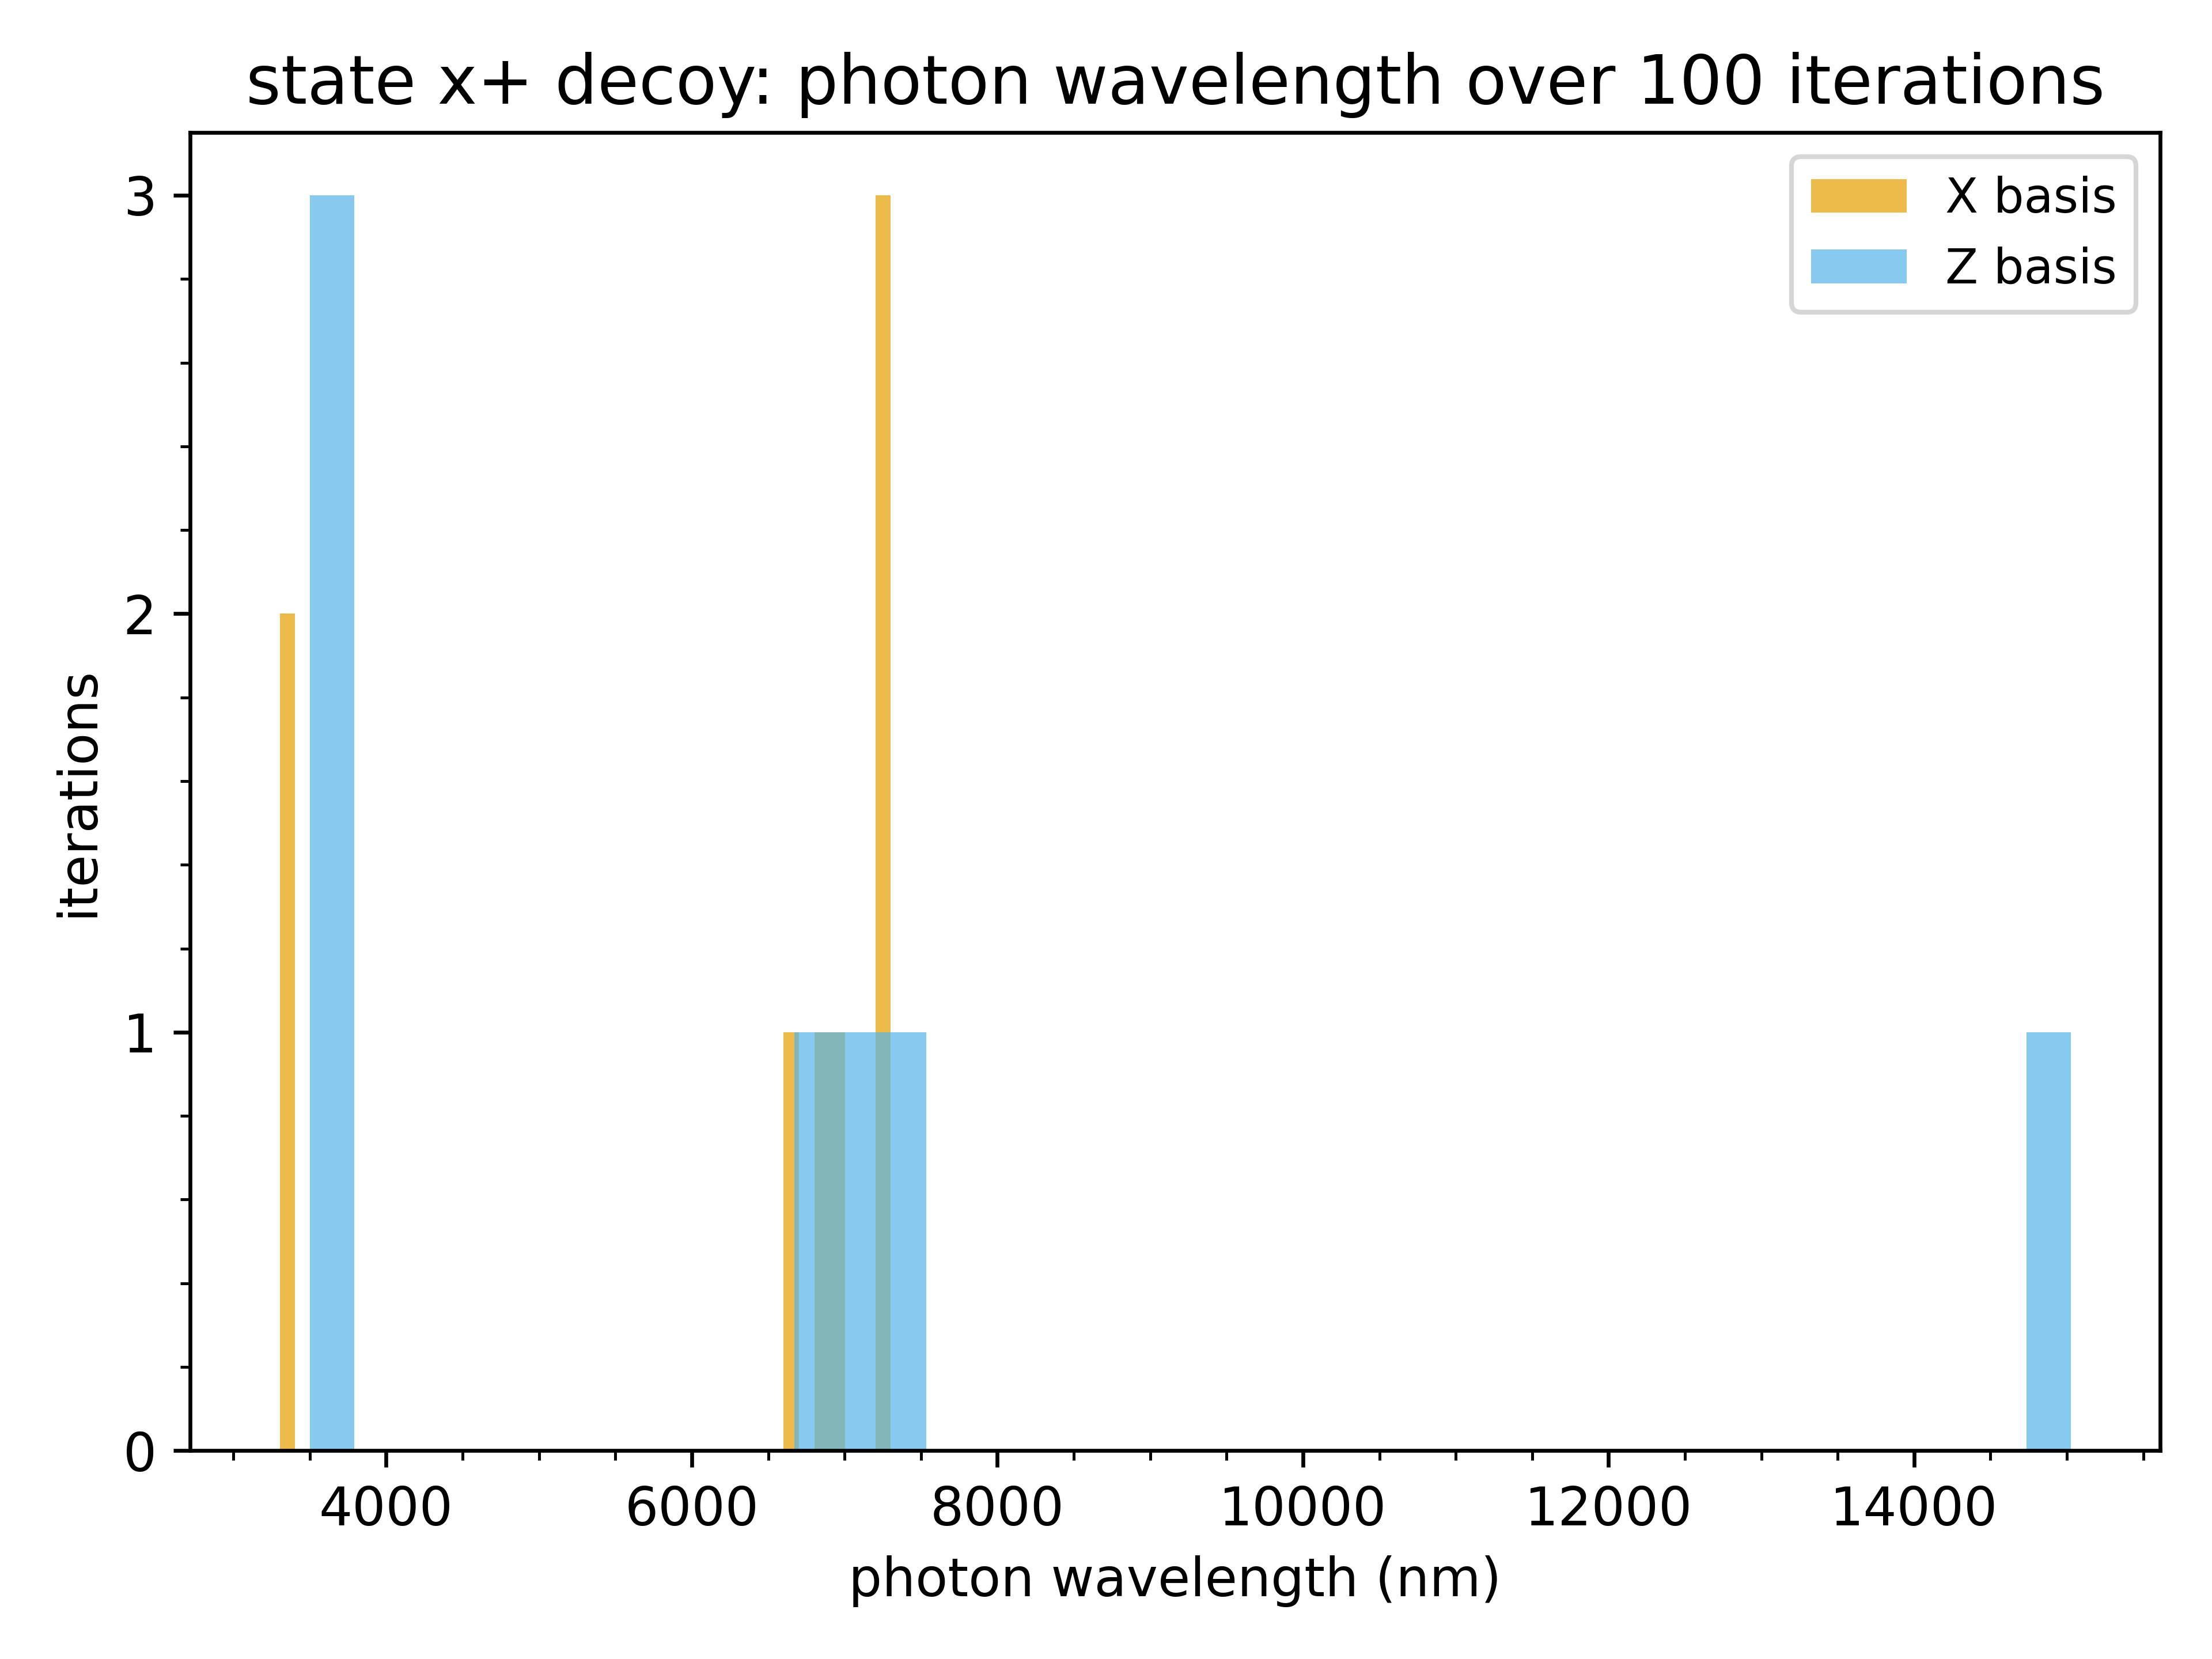 state x+ decoy: photon wavelength over 100 iterations
X basis
Z basis
3
2
1
0
iterations
4000 6000 8000 10000 12000 14000
photon wavelength (nm)